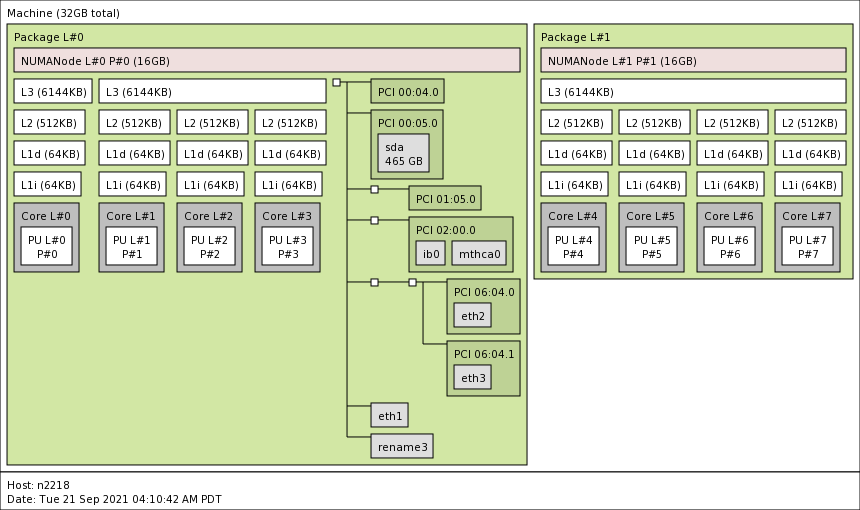 Machine (32GB total)
Package L#0
NUMANode L#0 P#0 (16GB)
L3 (6144KB) L3 (6144KB)
L2 (512KB) L2 (512KB) L2 (512KB) L2 (512KB)
L1d (64KB) L1d (64KB) L1d (64KB) L1d (64KB)
L1i (64KB) L1i (64KB) L1i (64KB) L1i (64KB)
Core L#0 Core L#1 Core L#2 Core L#3
PU L#0 PU L#1 PU L#2 PU L#3
P#0 P#1 P#2 P#3
PCI 00:04.0
PCI 00:05.0
sda
465 GB
PCI 01:05.0
PCI 02:00.0
ib0 mthca0
PCI 06:04.0
eth2
PCI 06:04.1
eth3
eth1
rename3
Package L#1
NUMANode L#1 P#1 (16GB)
L3 (6144KB)
L2 (512KB) L2 (512KB) L2 (512KB) L2 (512KB)
L1d (64KB) L1d (64KB) L1d (64KB) L1d (64KB)
L1i (64KB) L1i (64KB) L1i (64KB) L1i (64KB)
Core L#4 Core L#5 Core L#6 Core L#7
PU L#4 PU L#5 PU L#6 PU L#7
P#4 P#5 P#6 P#7
Host: n2218
Date: Tue 21 Sep 2021 04:10:42 AM PDT